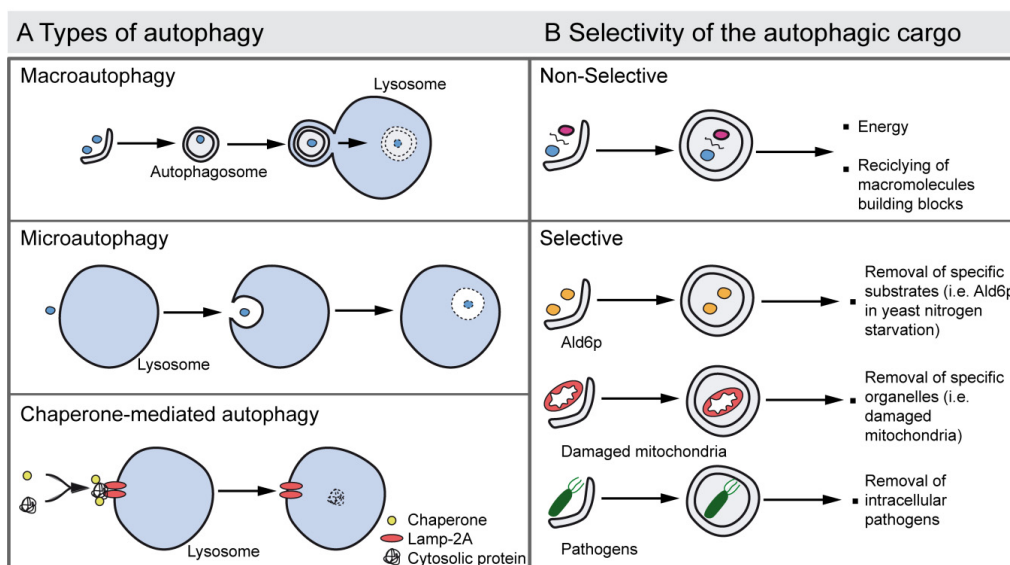 A Types of autophagy
B Selectivity of the autophagic cargo
Macroautophagy
Lysosome
Autophagosome
Microautophagy
Lysosome
Chaperone-mediated autophagy
Lysosome
Chaperone
Lamp-2A
Cytosolic protein
Non-Selective
Energy
Reciclying of
macromolecules
building blocks
Selective
Ald6p
Removal of specific
substrates (i.e. Ald6p
in yeast nitrogen
starvation)
Damaged mitochondria
Removal of specific
organelles (i.e.
damaged
mitochondria)
Pathogens
Removal of
intracellular
pathogens